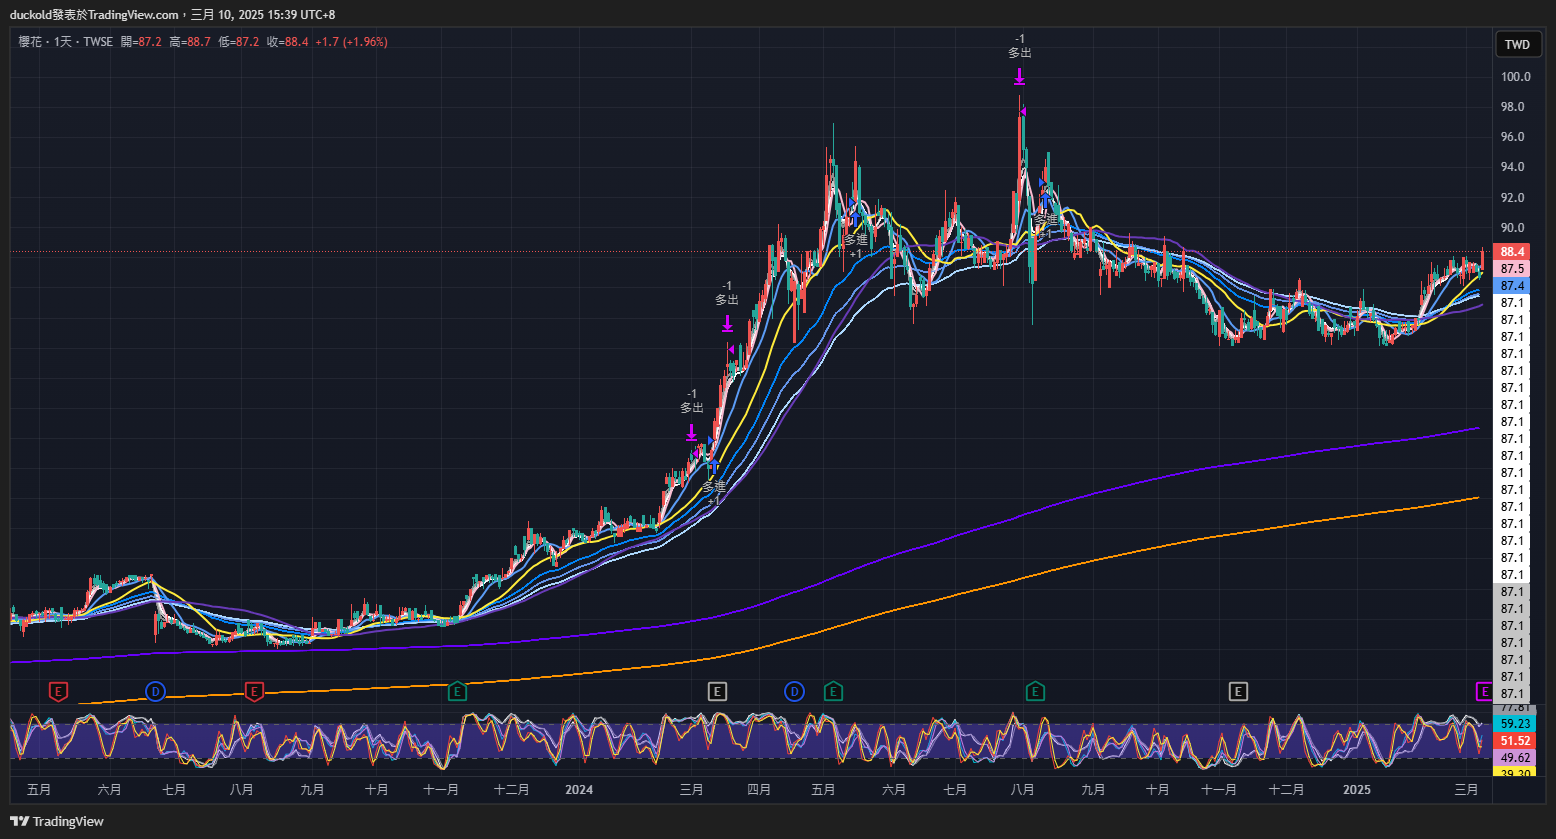 duckold發表於TradingView.com，三月 10, 2025 15:39 UTC+8
櫻花 · 1天 · TWSE 開=87.2 高=88.7 低=87.2 收=88.4 +1.7 (+1.96%)
TWD
-1
多出
100.0
98.0
96.0
94.0
92.0
90.0
多進
+1
多進
+1
88.4
87.5
87.4
-1
多出
87.1
87.1
87.1
87.1
87.1
87.1
-1
多出
87.1
87.1
87.1
87.1
87.1
多進
+1
87.1
87.1
87.1
87.1
87.1
87.1
87.1
87.1
87.1
87.1
87.1
87.1
87.1
E
D
E
E
E
D
E
E
E
E
77.81
59.23
51.52
49.62
39.30
五月 六月 七月 八月 九月 十月 十一月 十二月 2024 三月 四月 五月 六月 七月 八月 九月 十月 十一月 十二月 2025 三月
TradingView